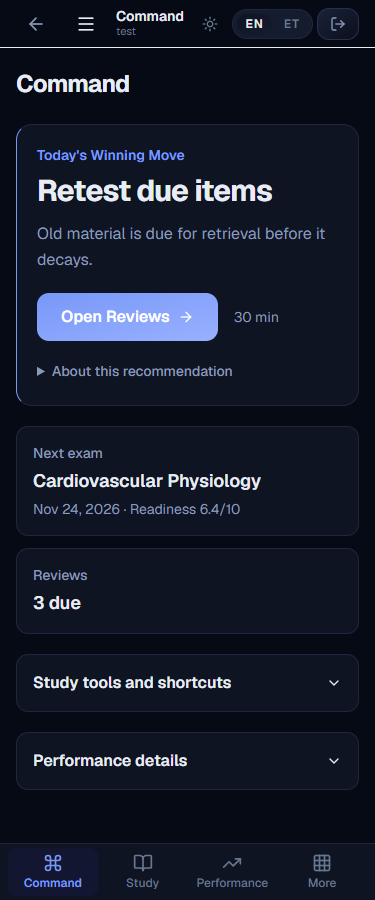 Command
test
EN ET
Command
Today's Winning Move
Retest due items
Old material is due for retrieval before it
decays.
Open Reviews → 30 min
▶ About this recommendation
Next exam
Cardiovascular Physiology
Nov 24, 2026 · Readiness 6.4/10
Reviews
3 due
Study tools and shortcuts
Performance details
Command Study Performance More